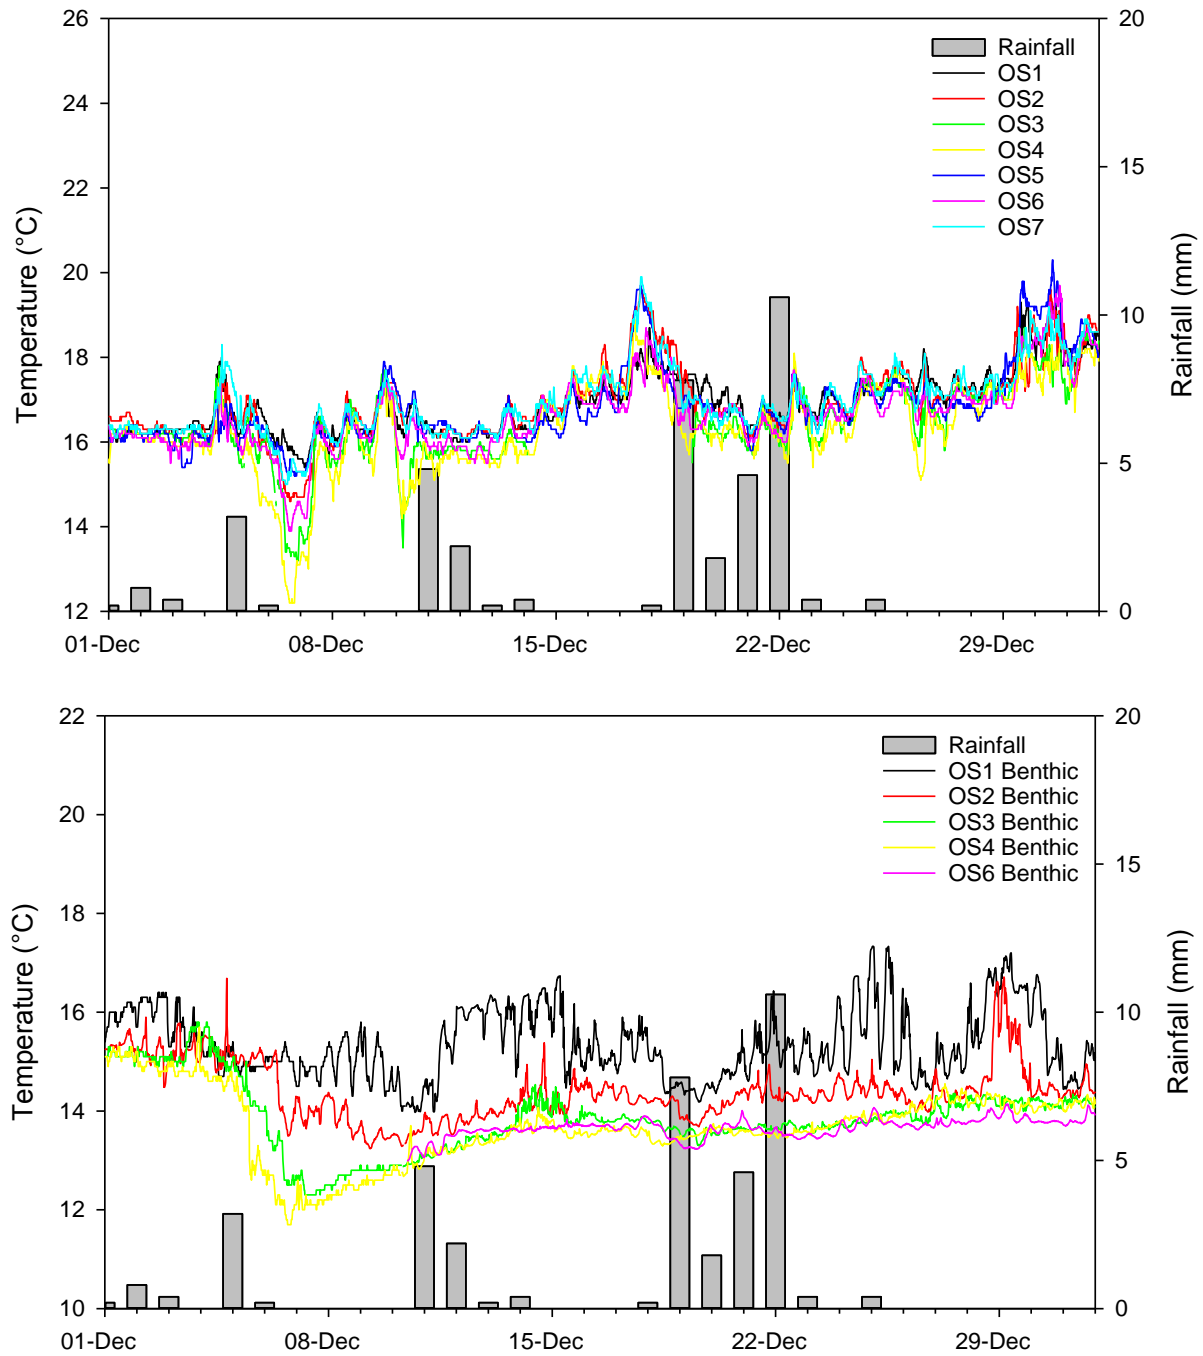 26
24
22
20
18
16
14
12
Temperature (°C)
20
15
10
5
0
Rainfall (mm)
Rainfall
OS1
OS2
OS3
OS4
OS5
OS6
OS7
01-Dec 08-Dec 15-Dec 22-Dec 29-Dec
22
20
18
16
14
12
10
Temperature (°C)
20
15
10
5
0
Rainfall (mm)
Rainfall
OS1 Benthic
OS2 Benthic
OS3 Benthic
OS4 Benthic
OS6 Benthic
01-Dec 08-Dec 15-Dec 22-Dec 29-Dec